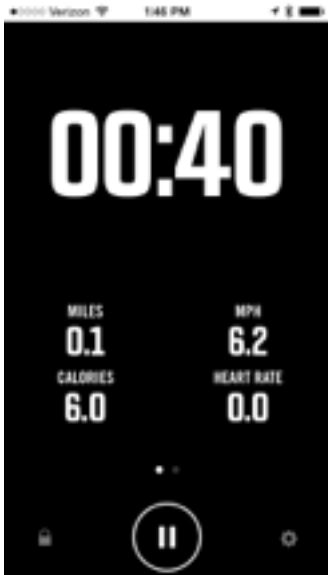 Verizon 1:46 PM
00:40
MILES MPH
0.1 6.2
CALORIES HEART RATE
6.0 0.0